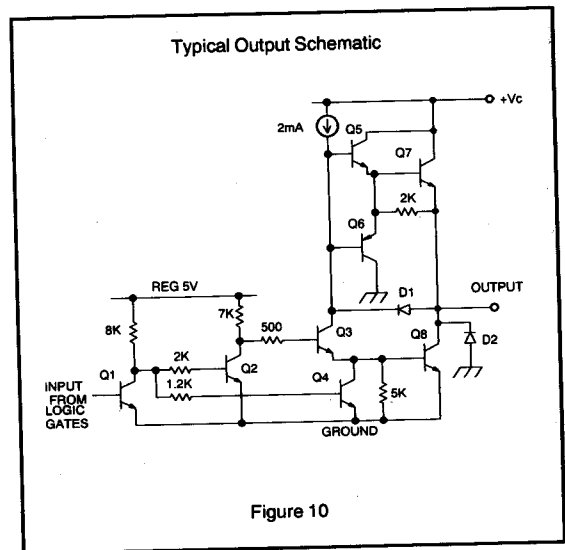 Typical Output Schematic
+Vc
2mA
Q5
Q7
2K
Q6
REG 5V
D1
OUTPUT
7K
8K
500
Q3
Q8
D2
2K
Q2
Q1
1.2K
Q4
5K
INPUT
FROM
LOGIC
GATES
GROUND
Figure 10